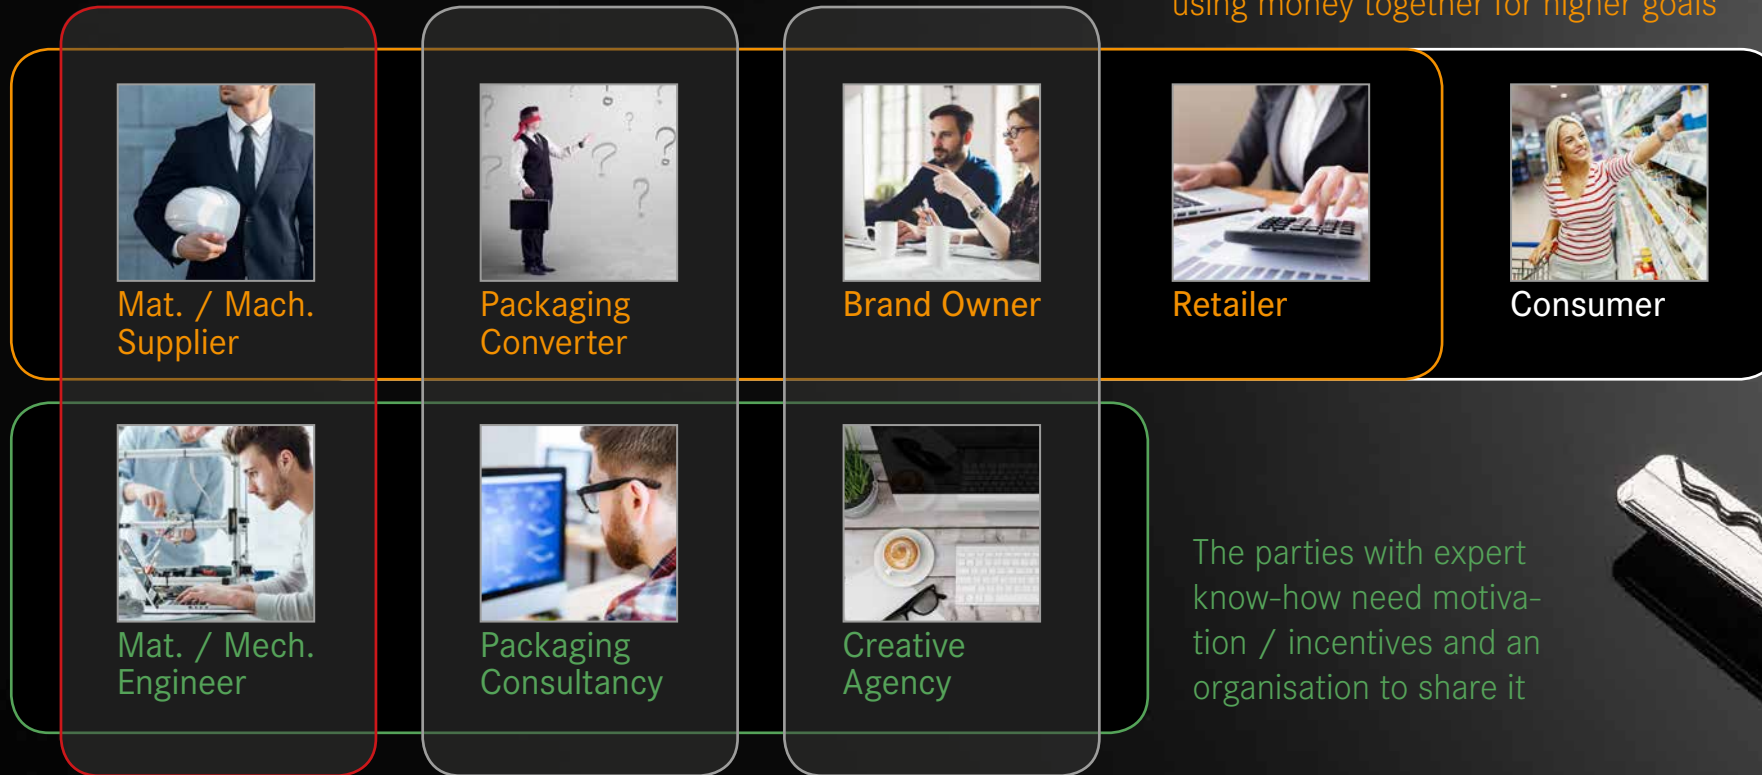 using money together for higher goals
Mat. / Mach.
Supplier
Packaging
Converter
Brand Owner
Retailer
Consumer
Mat. / Mech.
Engineer
Packaging
Consultancy
Creative
Agency
The parties with expert
know-how need motiva-
tion / incentives and an
organisation to share it